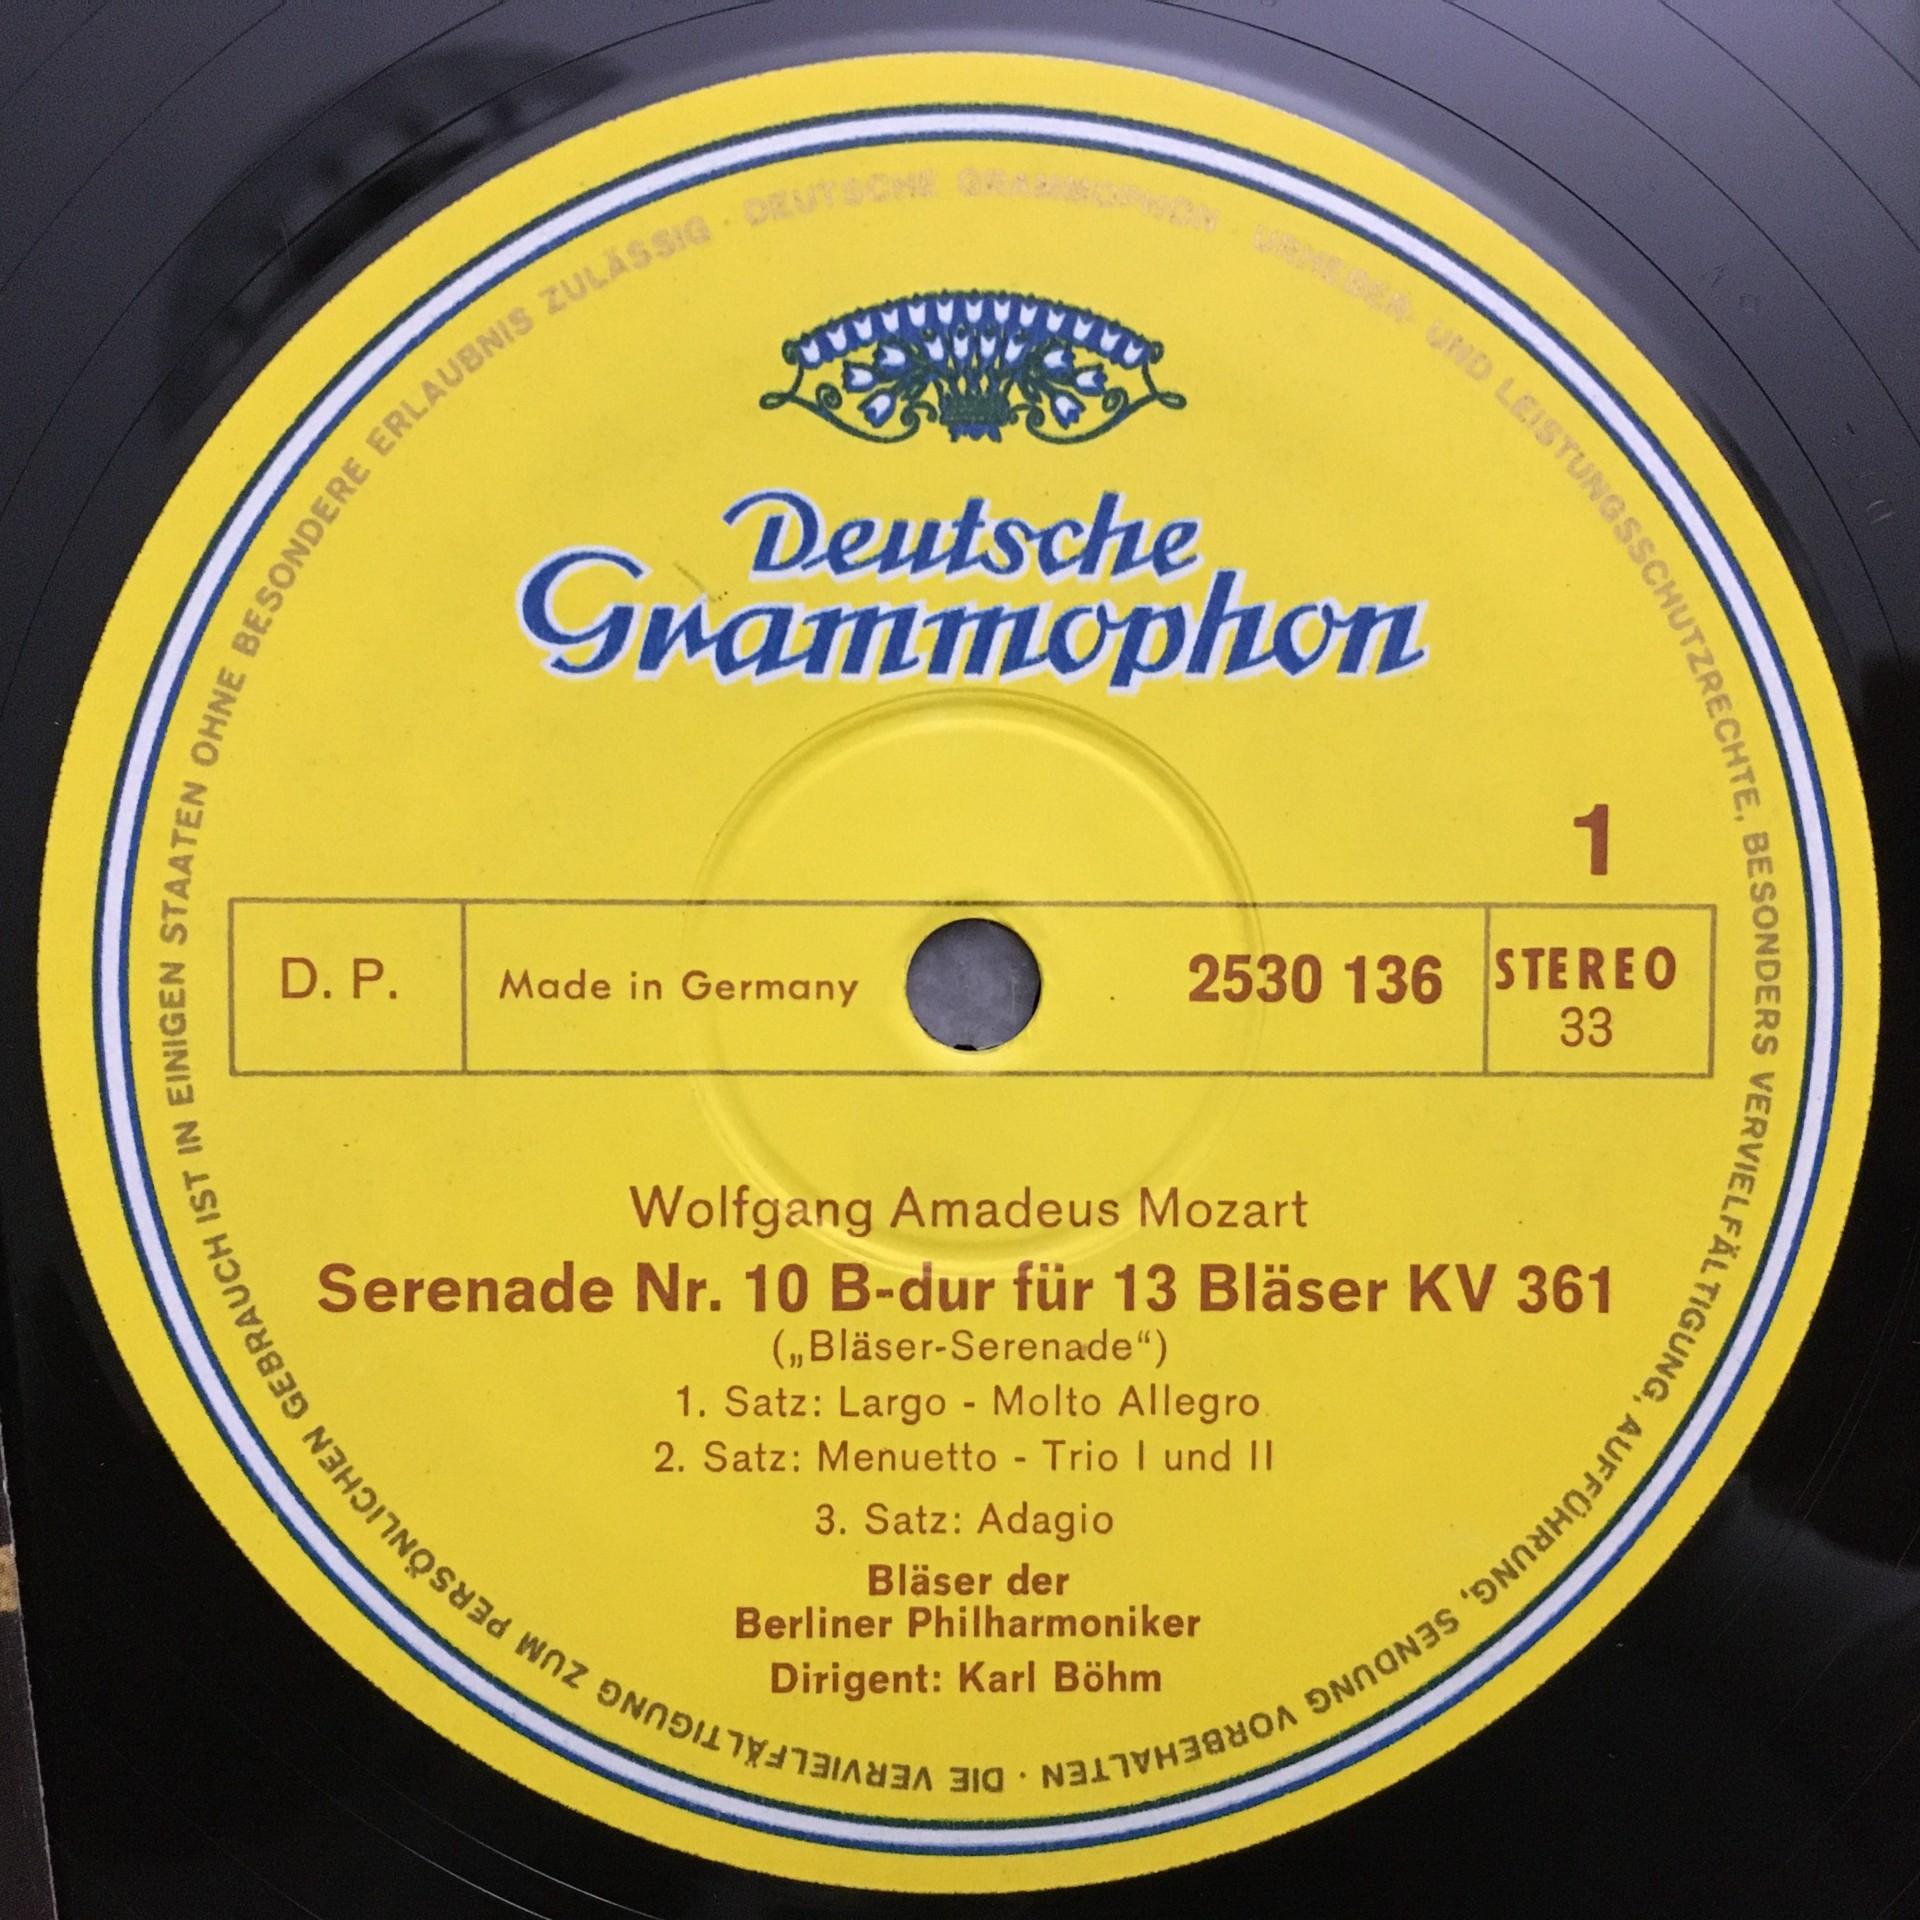 Deutsche
Grammophon
1
D. P.
Made in Germany
2530 136
STEREO
33
Wolfgang Amadeus Mozart
Serenade Nr. 10 B-dur für 13 Bläser KV 361
(„Bläser-Serenade“)
1. Satz: Largo - Molto Allegro
2. Satz: Menuetto - Trio I und II
3. Satz: Adagio
Bläser der
Berliner Philharmoniker
Dirigent: Karl Böhm
DEUTSCHE GRAMMOPHON · URHEBER- UND LEISTUNGSSCHUTZRECHTE, BESONDERS VERVIELFÄLTIGUNG, AUFFÜHRUNG, SENDUNG VORBEHALTEN · DIE VERVIELFÄLTIGUNG ZUM PERSÖNLICHEN GEBRAUCH IST IN EINIGEN STAATEN OHNE BESONDERE ERLAUBNIS ZULÄSSIG ·